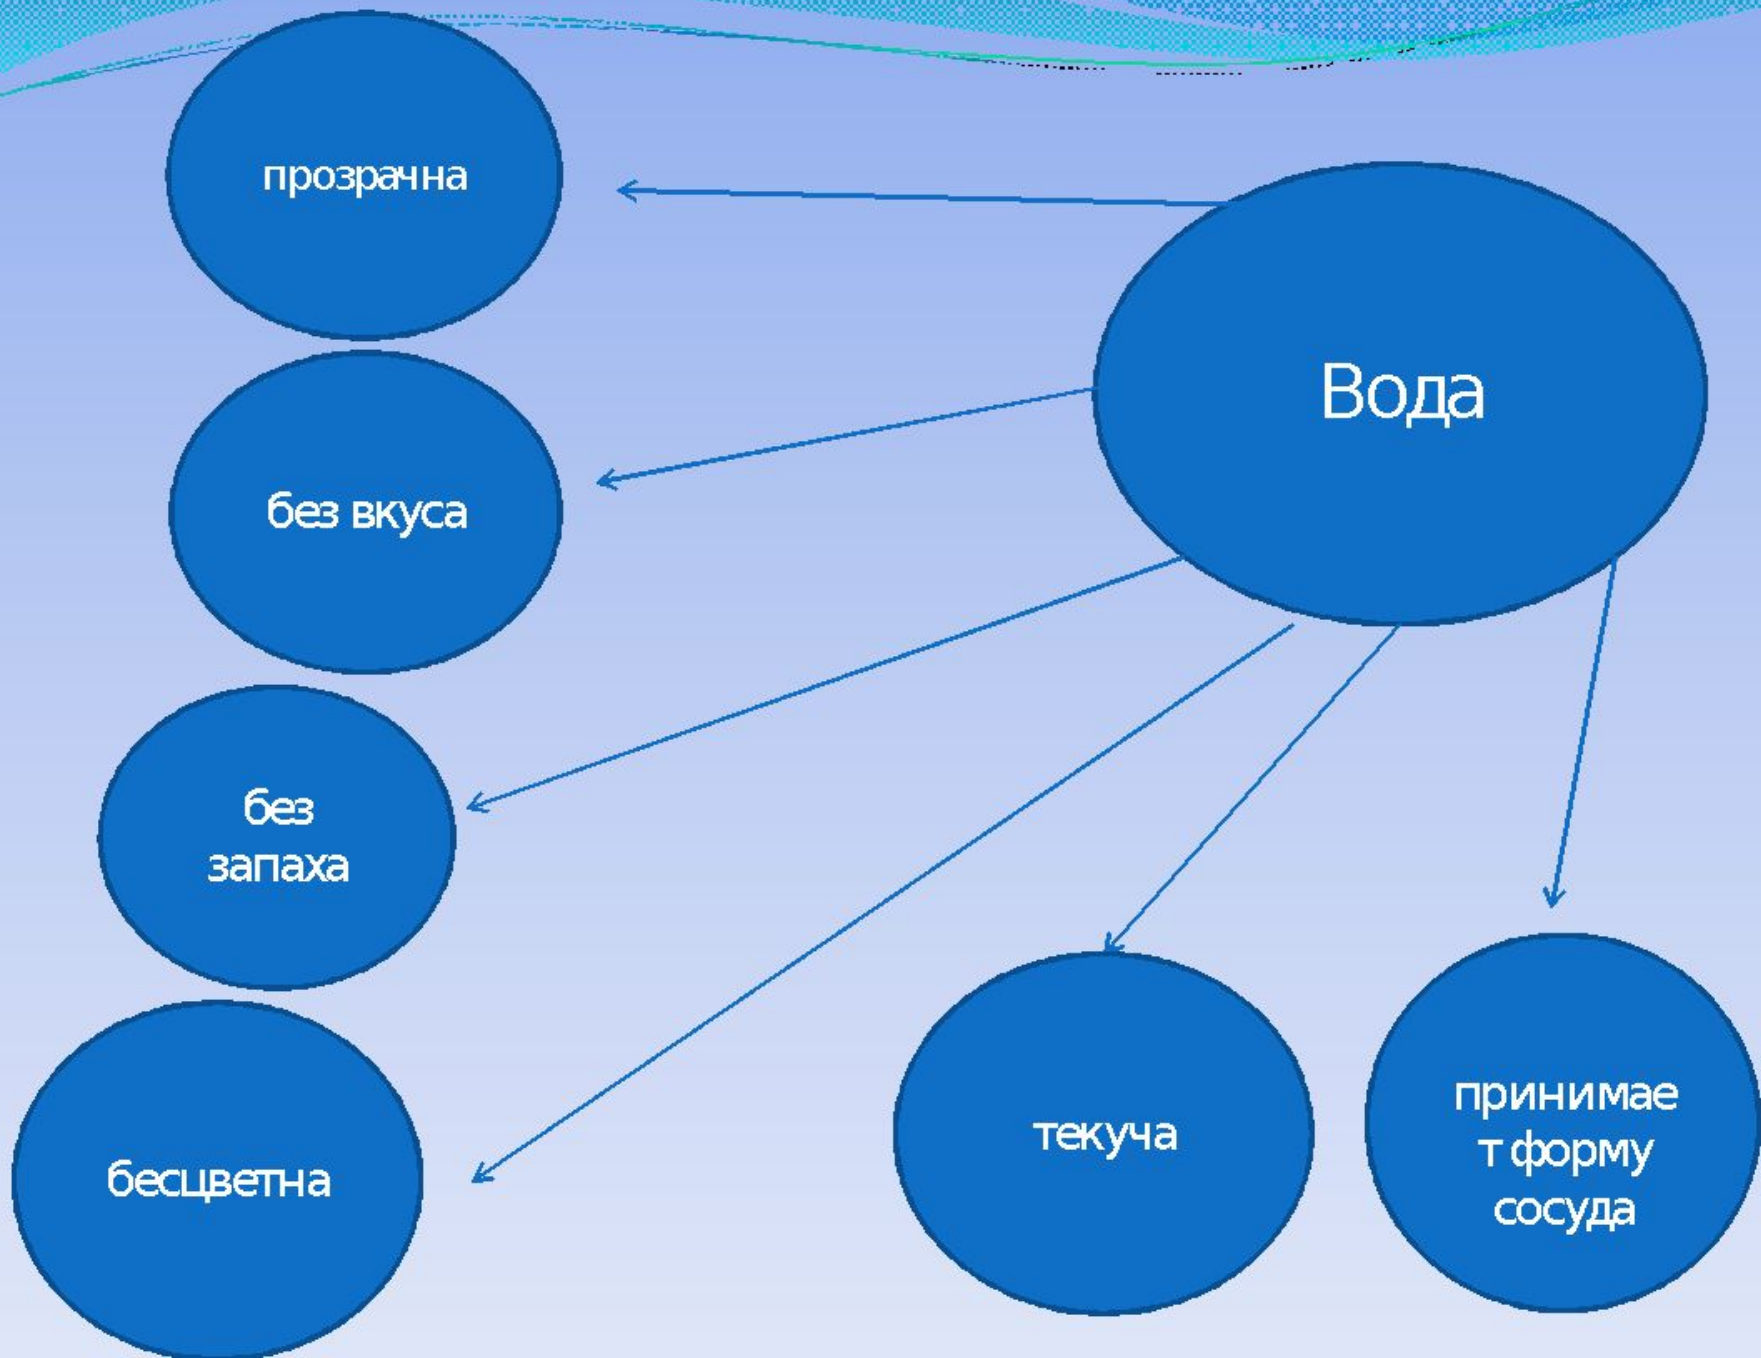 прозрачна
Вода
без вкуса
без
запаха
бесцветна
текуча
принимае
т форму
сосуда